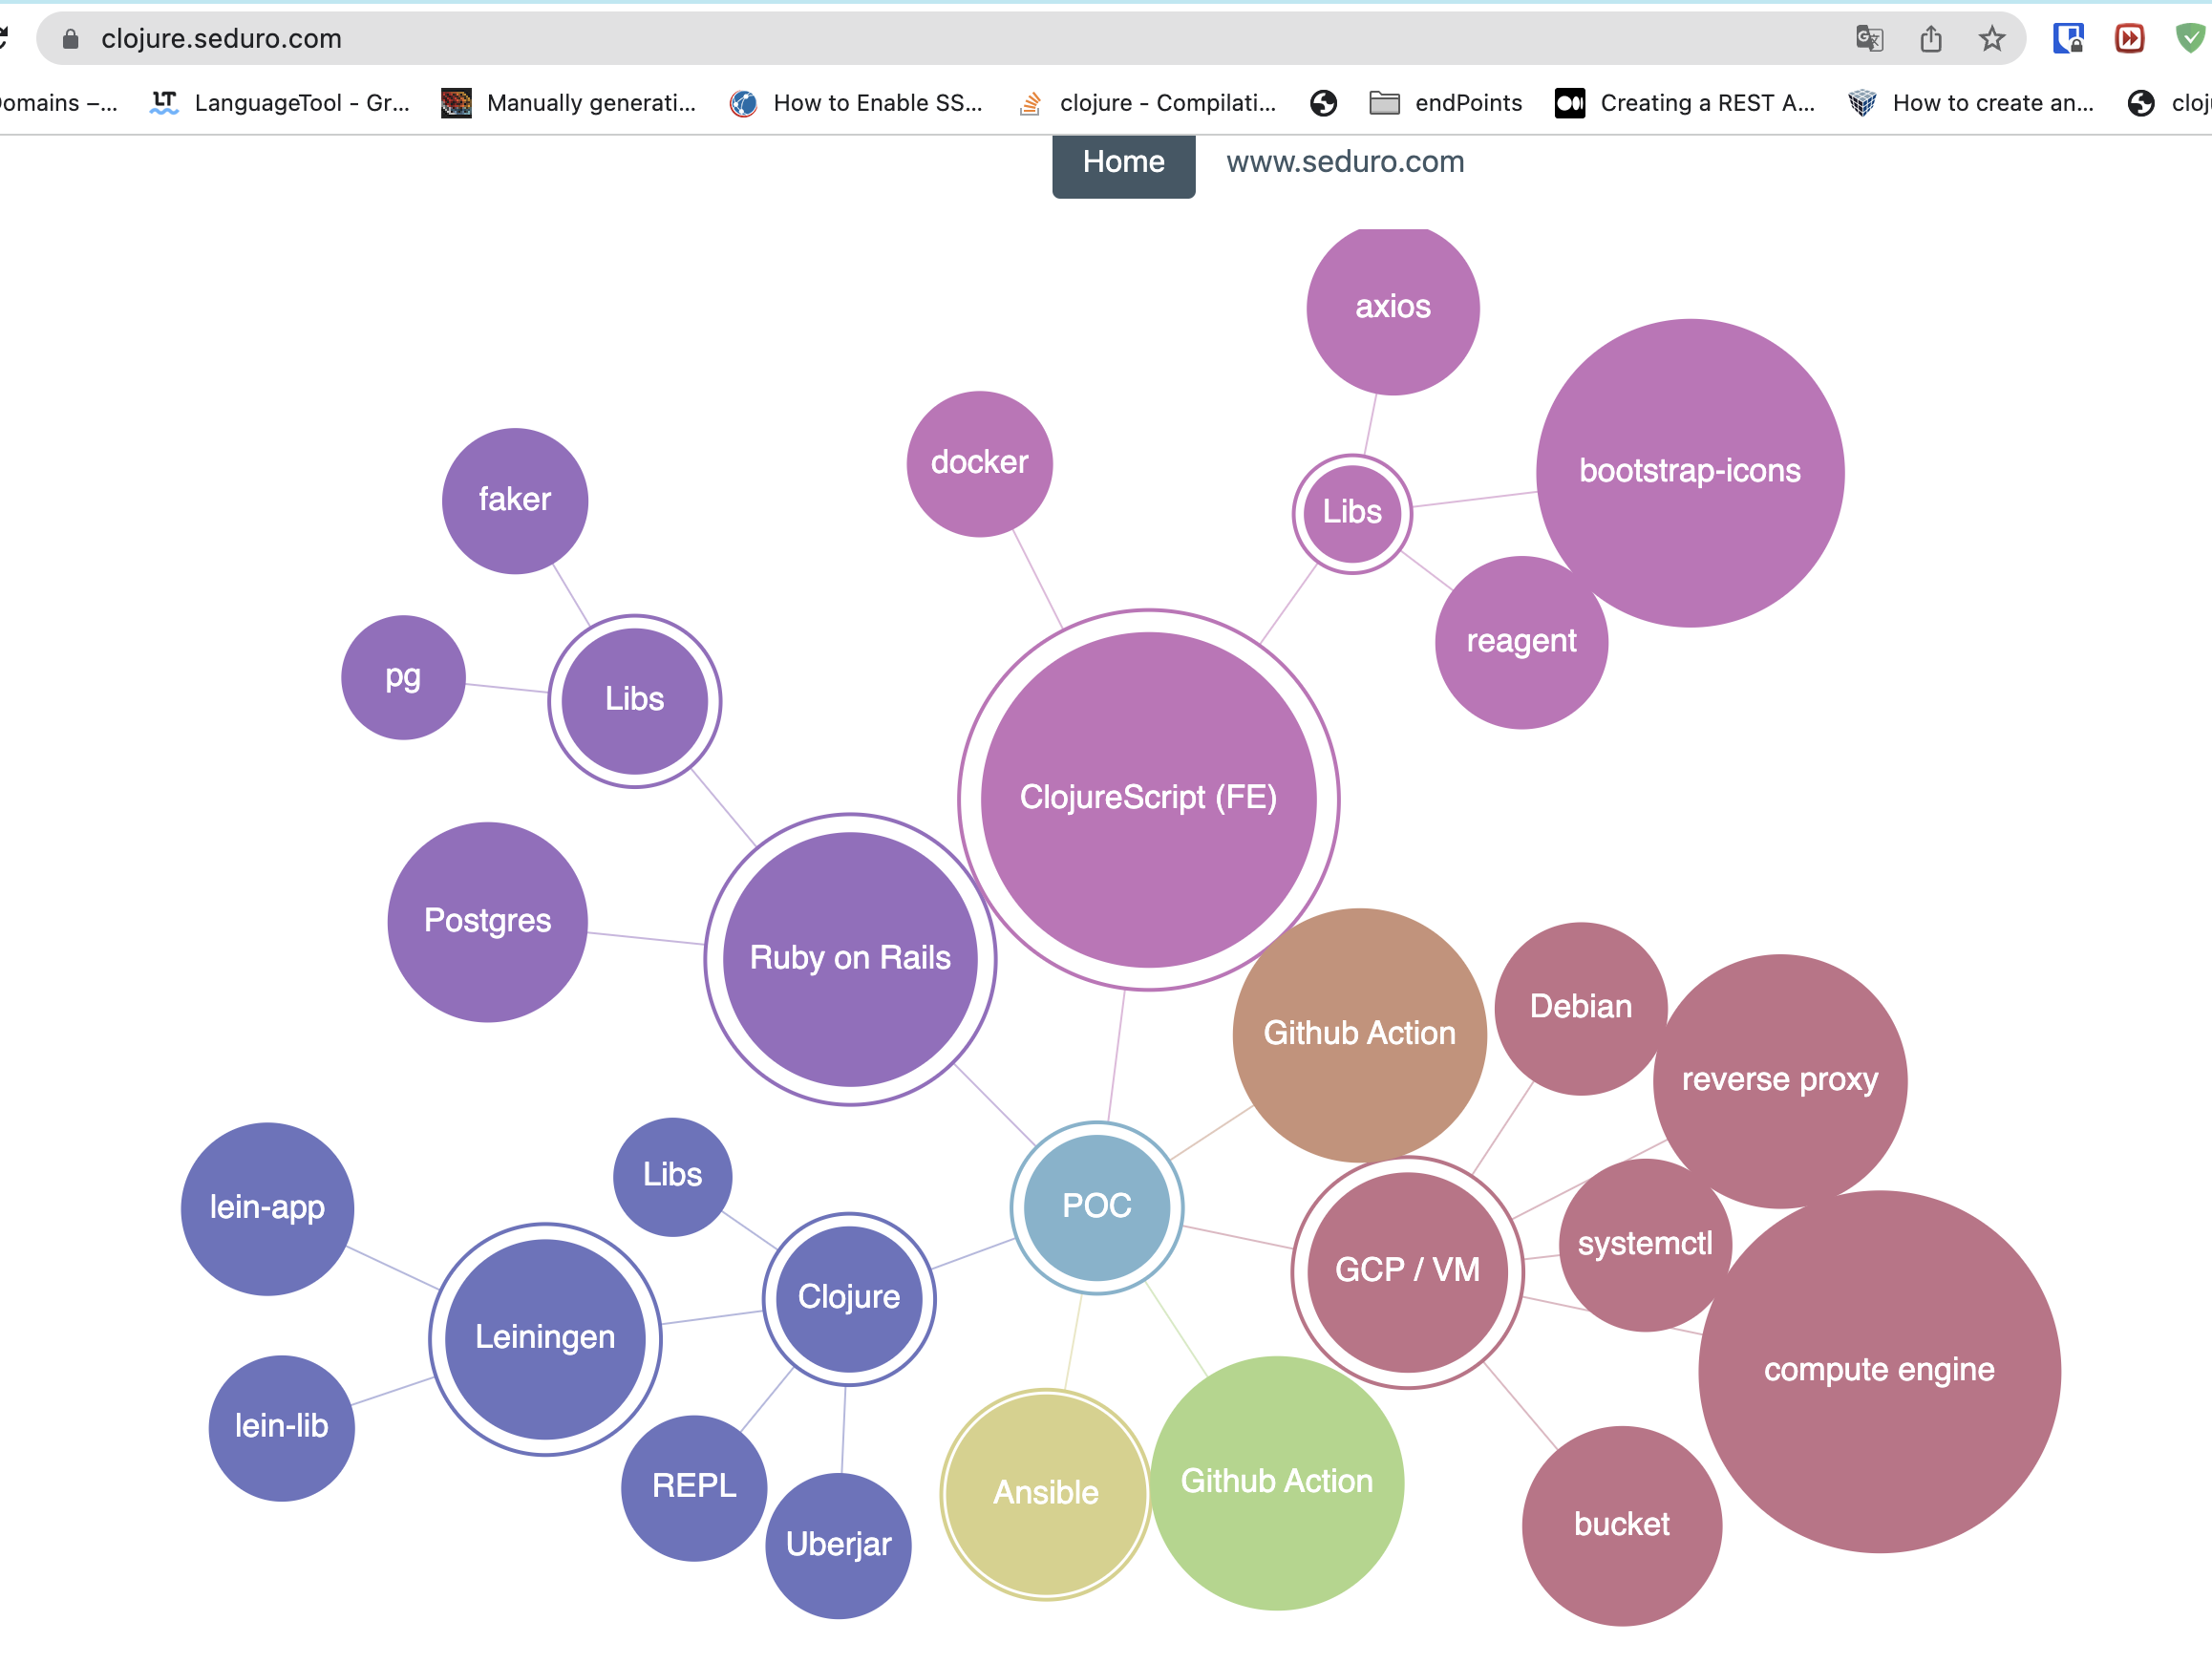 clojure.seduro.com
omains –...
LanguageTool - Gr...
Manually generati...
How to Enable SS...
clojure - Compilati...
endPoints
Creating a REST A...
How to create an...
cloj
Home
www.seduro.com
axios
docker
bootstrap-icons
faker
Libs
reagent
pg
Libs
ClojureScript (FE)
Postgres
Ruby on Rails
Github Action
Debian
reverse proxy
Libs
lein-app
POC
systemctl
GCP / VM
Clojure
Leiningen
compute engine
lein-lib
REPL
Ansible
Github Action
bucket
Uberjar